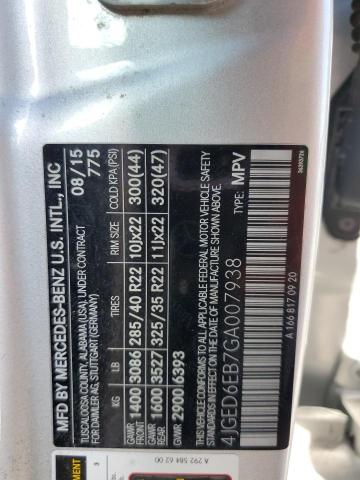 MFD BY MERCEDES-BENZ U.S. INTL., INC
TUSCALOOSA COUNTY, ALABAMA (USA), UNDER CONTRACT
FOR DAIMLER AG, STUTTGART (GERMANY)
08/15
775
KG LB TIRES RIM SIZE COLD KPA (PSI)
GAWR FRONT 1400 3086 285/40 R22 10Jx22 300(44)
GAWR REAR 1600 3527 325/35 R22 11Jx22 320(47)
GVWR 2900 6393
THIS VEHICLE CONFORMS TO ALL APPLICABLE FEDERAL MOTOR VEHICLE SAFETY
STANDARDS IN EFFECT ON THE DATE OF MANUFACTURE SHOWN ABOVE.
4JGED6EB7GA007938 TYPE: MPV
A 166 817 09 20
A 292 584 62 00
3